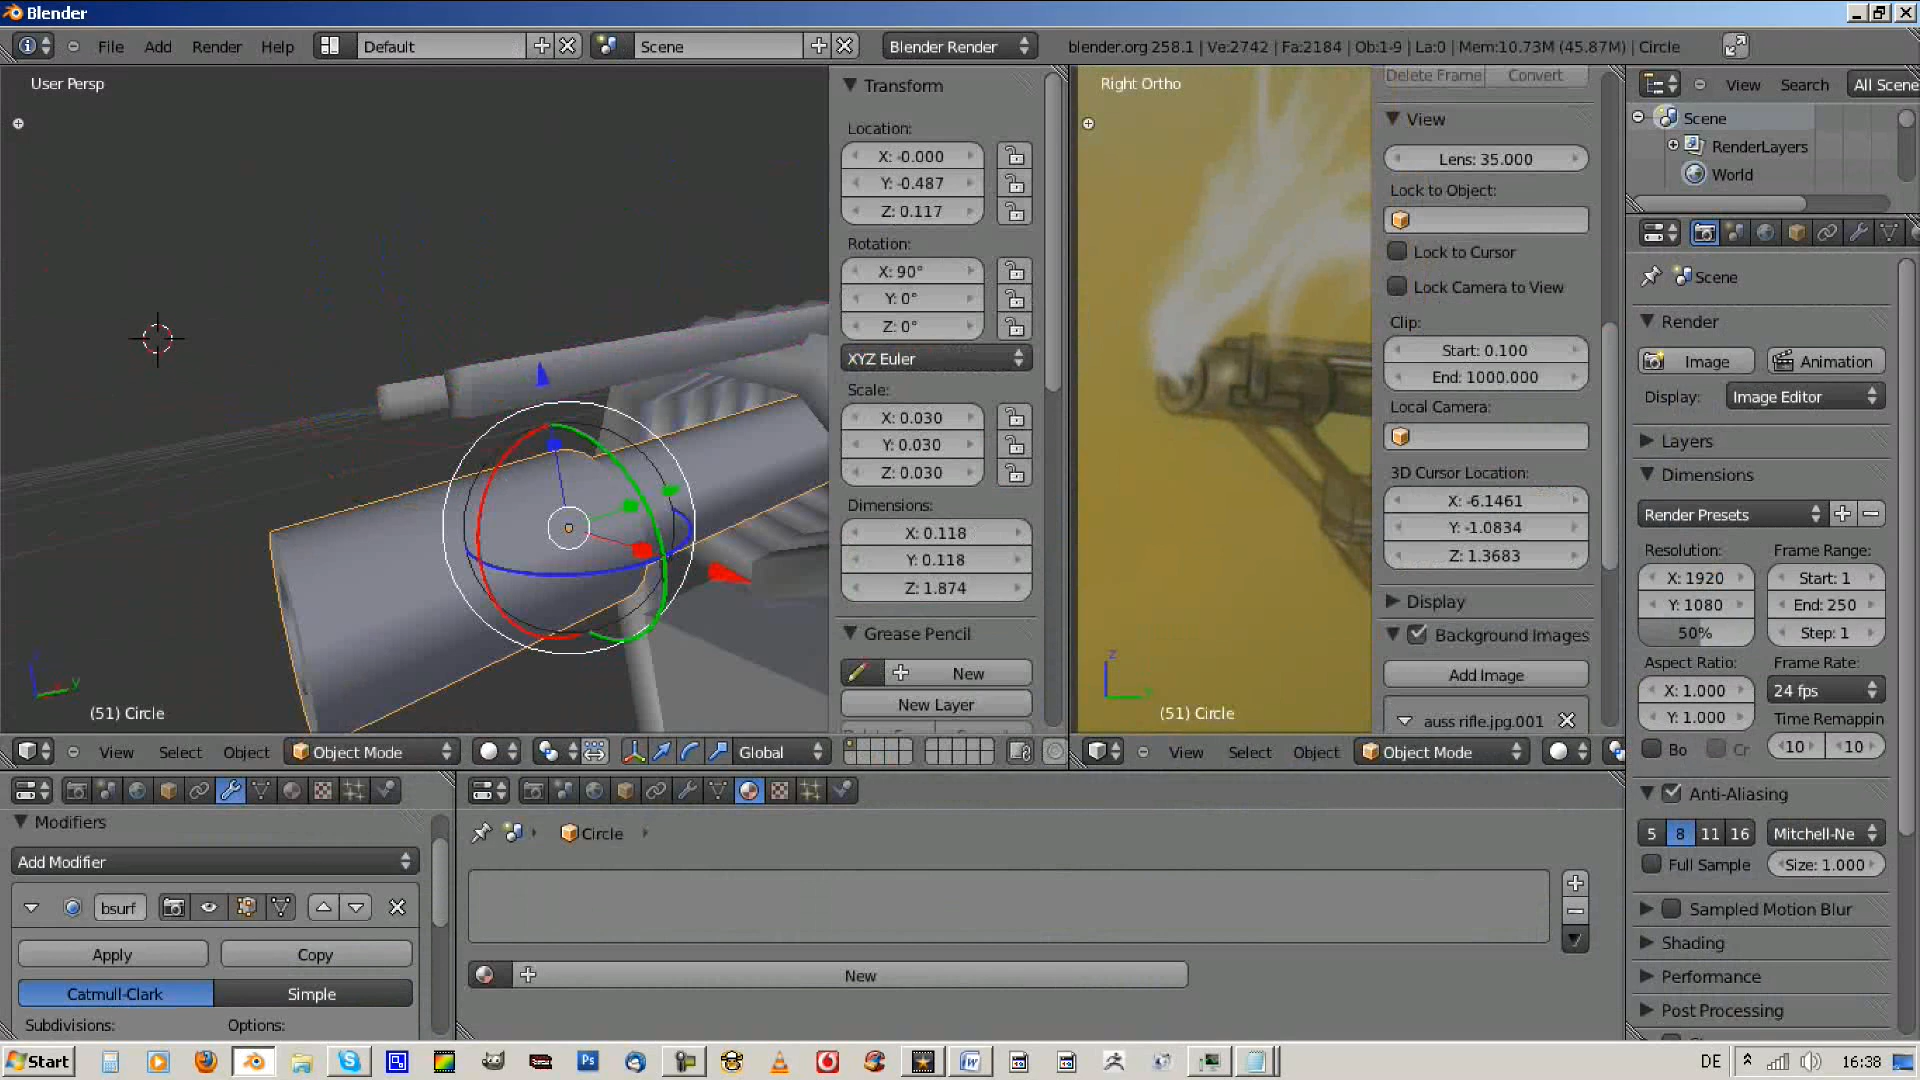 Blender
File Add Render Help Default Scene Blender Render blender.org 258.1 | Ve:2742 | Fa:2184 | Ob:1-9 | La:0 | Mem:10.73M (45.87M) | Circle
User Persp
(51) Circle
Transform
Location:
X: -0.000
Y: -0.487
Z: 0.117
Rotation:
X: 90°
Y: 0°
Z: 0°
XYZ Euler
Scale:
X: 0.030
Y: 0.030
Z: 0.030
Dimensions:
X: 0.118
Y: 0.118
Z: 1.874
Grease Pencil
New
New Layer
Right Ortho
(51) Circle
Delete Frame Convert
View
Lens: 35.000
Lock to Object:
Lock to Cursor
Lock Camera to View
Clip:
Start: 0.100
End: 1000.000
Local Camera:
3D Cursor Location:
X: -6.1461
Y: -1.0834
Z: 1.3683
Display
Background Images
Add Image
auss rifle.jpg.001
View Select Object Object Mode Global
View Select Object Object Mode
View Search All Scene
Scene
RenderLayers
World
Scene
Render
Image Animation
Display: Image Editor
Layers
Dimensions
Render Presets
Resolution: Frame Range:
X: 1920 Start: 1
Y: 1080 End: 250
50% Step: 1
Aspect Ratio: Frame Rate:
X: 1.000 24 fps
Y: 1.000 Time Remappin
Bo Cr 10 10
Anti-Aliasing
5 8 11 16 Mitchell-Ne
Full Sample Size: 1.000
Sampled Motion Blur
Shading
Performance
Post Processing
Modifiers
Add Modifier
bsurf
Apply Copy
Catmull-Clark Simple
Subdivisions: Options:
Circle
New
Start DE 16:38